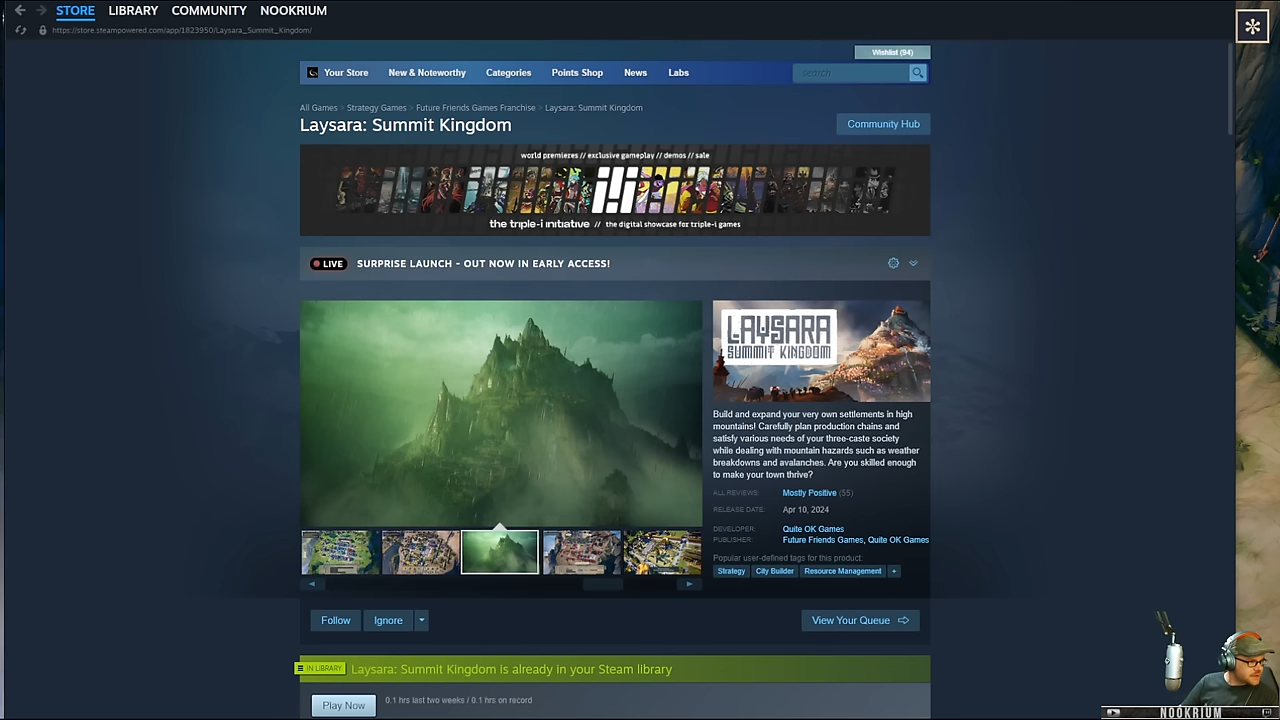 STORE LIBRARY COMMUNITY NOOKRIUM
https://store.steampowered.com/app/1823950/Laysara_Summit_Kingdom/
Wishlist (94)
Your Store New & Noteworthy Categories Points Shop News Labs search
All Games > Strategy Games > Future Friends Games Franchise > Laysara: Summit Kingdom
Laysara: Summit Kingdom
Community Hub
world premieres // exclusive gameplay // demos // sale
the triple-i initiative // the digital showcase for triple-i games
LIVE SURPRISE LAUNCH - OUT NOW IN EARLY ACCESS!
LAYSARA
SUMMIT KINGDOM
Build and expand your very own settlements in high
mountains! Carefully plan production chains and
satisfy various needs of your three-caste society
while dealing with mountain hazards such as weather
breakdowns and avalanches. Are you skilled enough
to make your town thrive?
ALL REVIEWS: Mostly Positive (55)
RELEASE DATE: Apr 10, 2024
DEVELOPER: Quite OK Games
PUBLISHER: Future Friends Games, Quite OK Games
Popular user-defined tags for this product:
Strategy City Builder Resource Management +
Follow Ignore View Your Queue
IN LIBRARY Laysara: Summit Kingdom is already in your Steam library
Play Now 0.1 hrs last two weeks / 0.1 hrs on record
NOOKRIUM